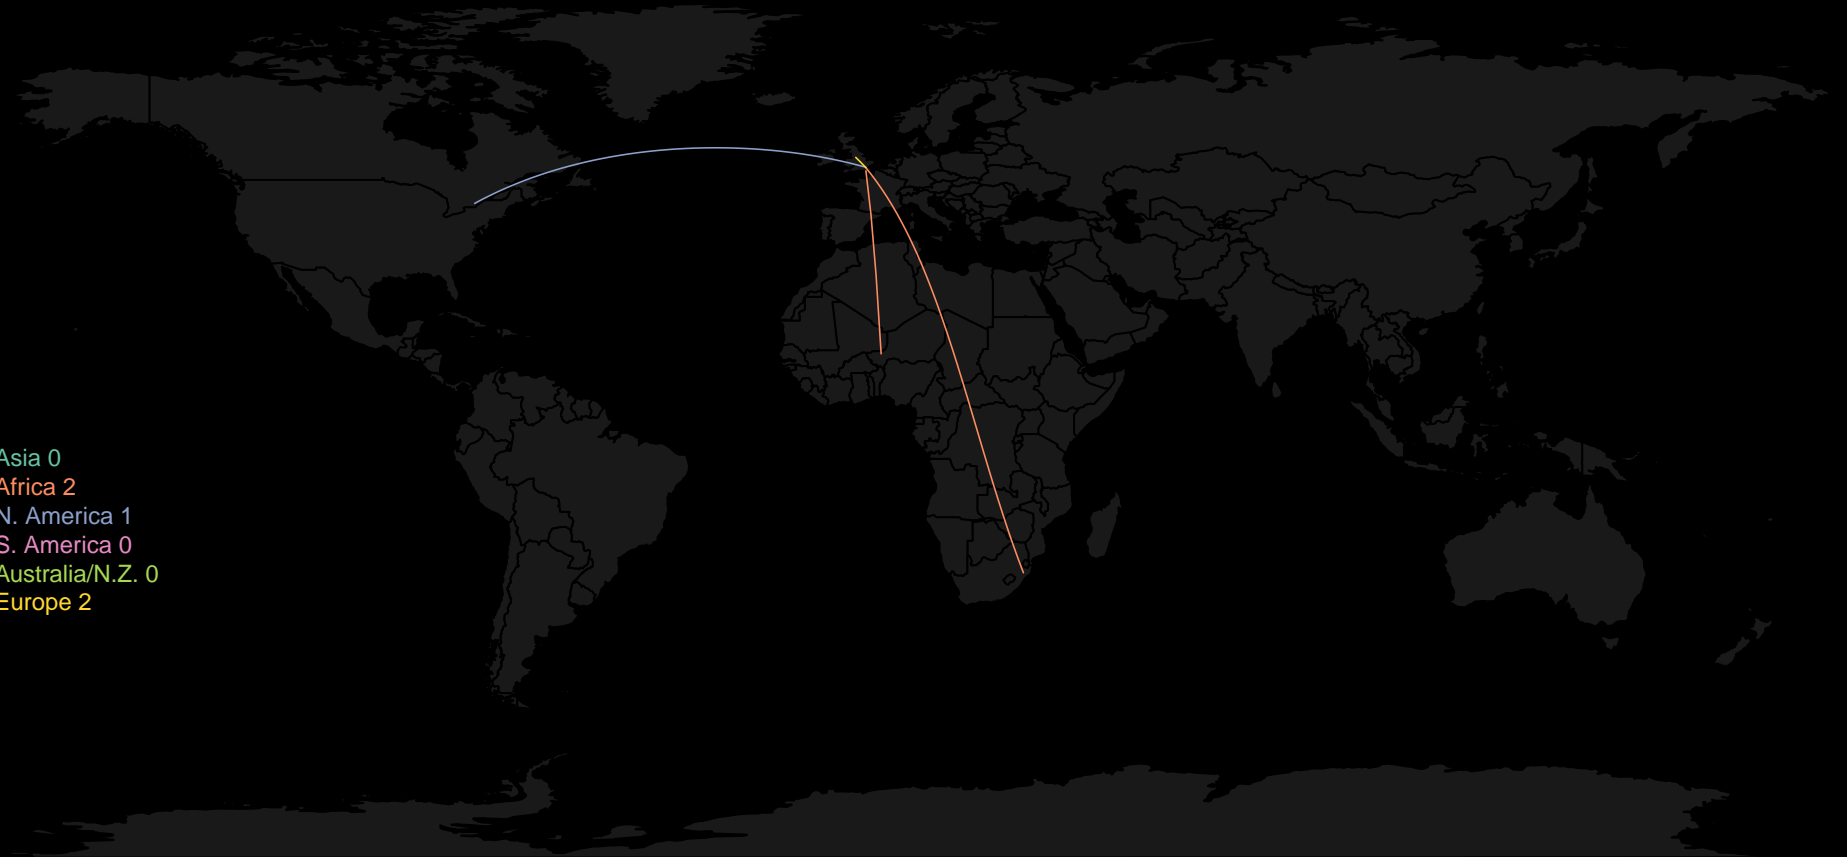 Asia 0
Africa 2
N. America 1
S. America 0
Australia/N.Z. 0
Europe 2